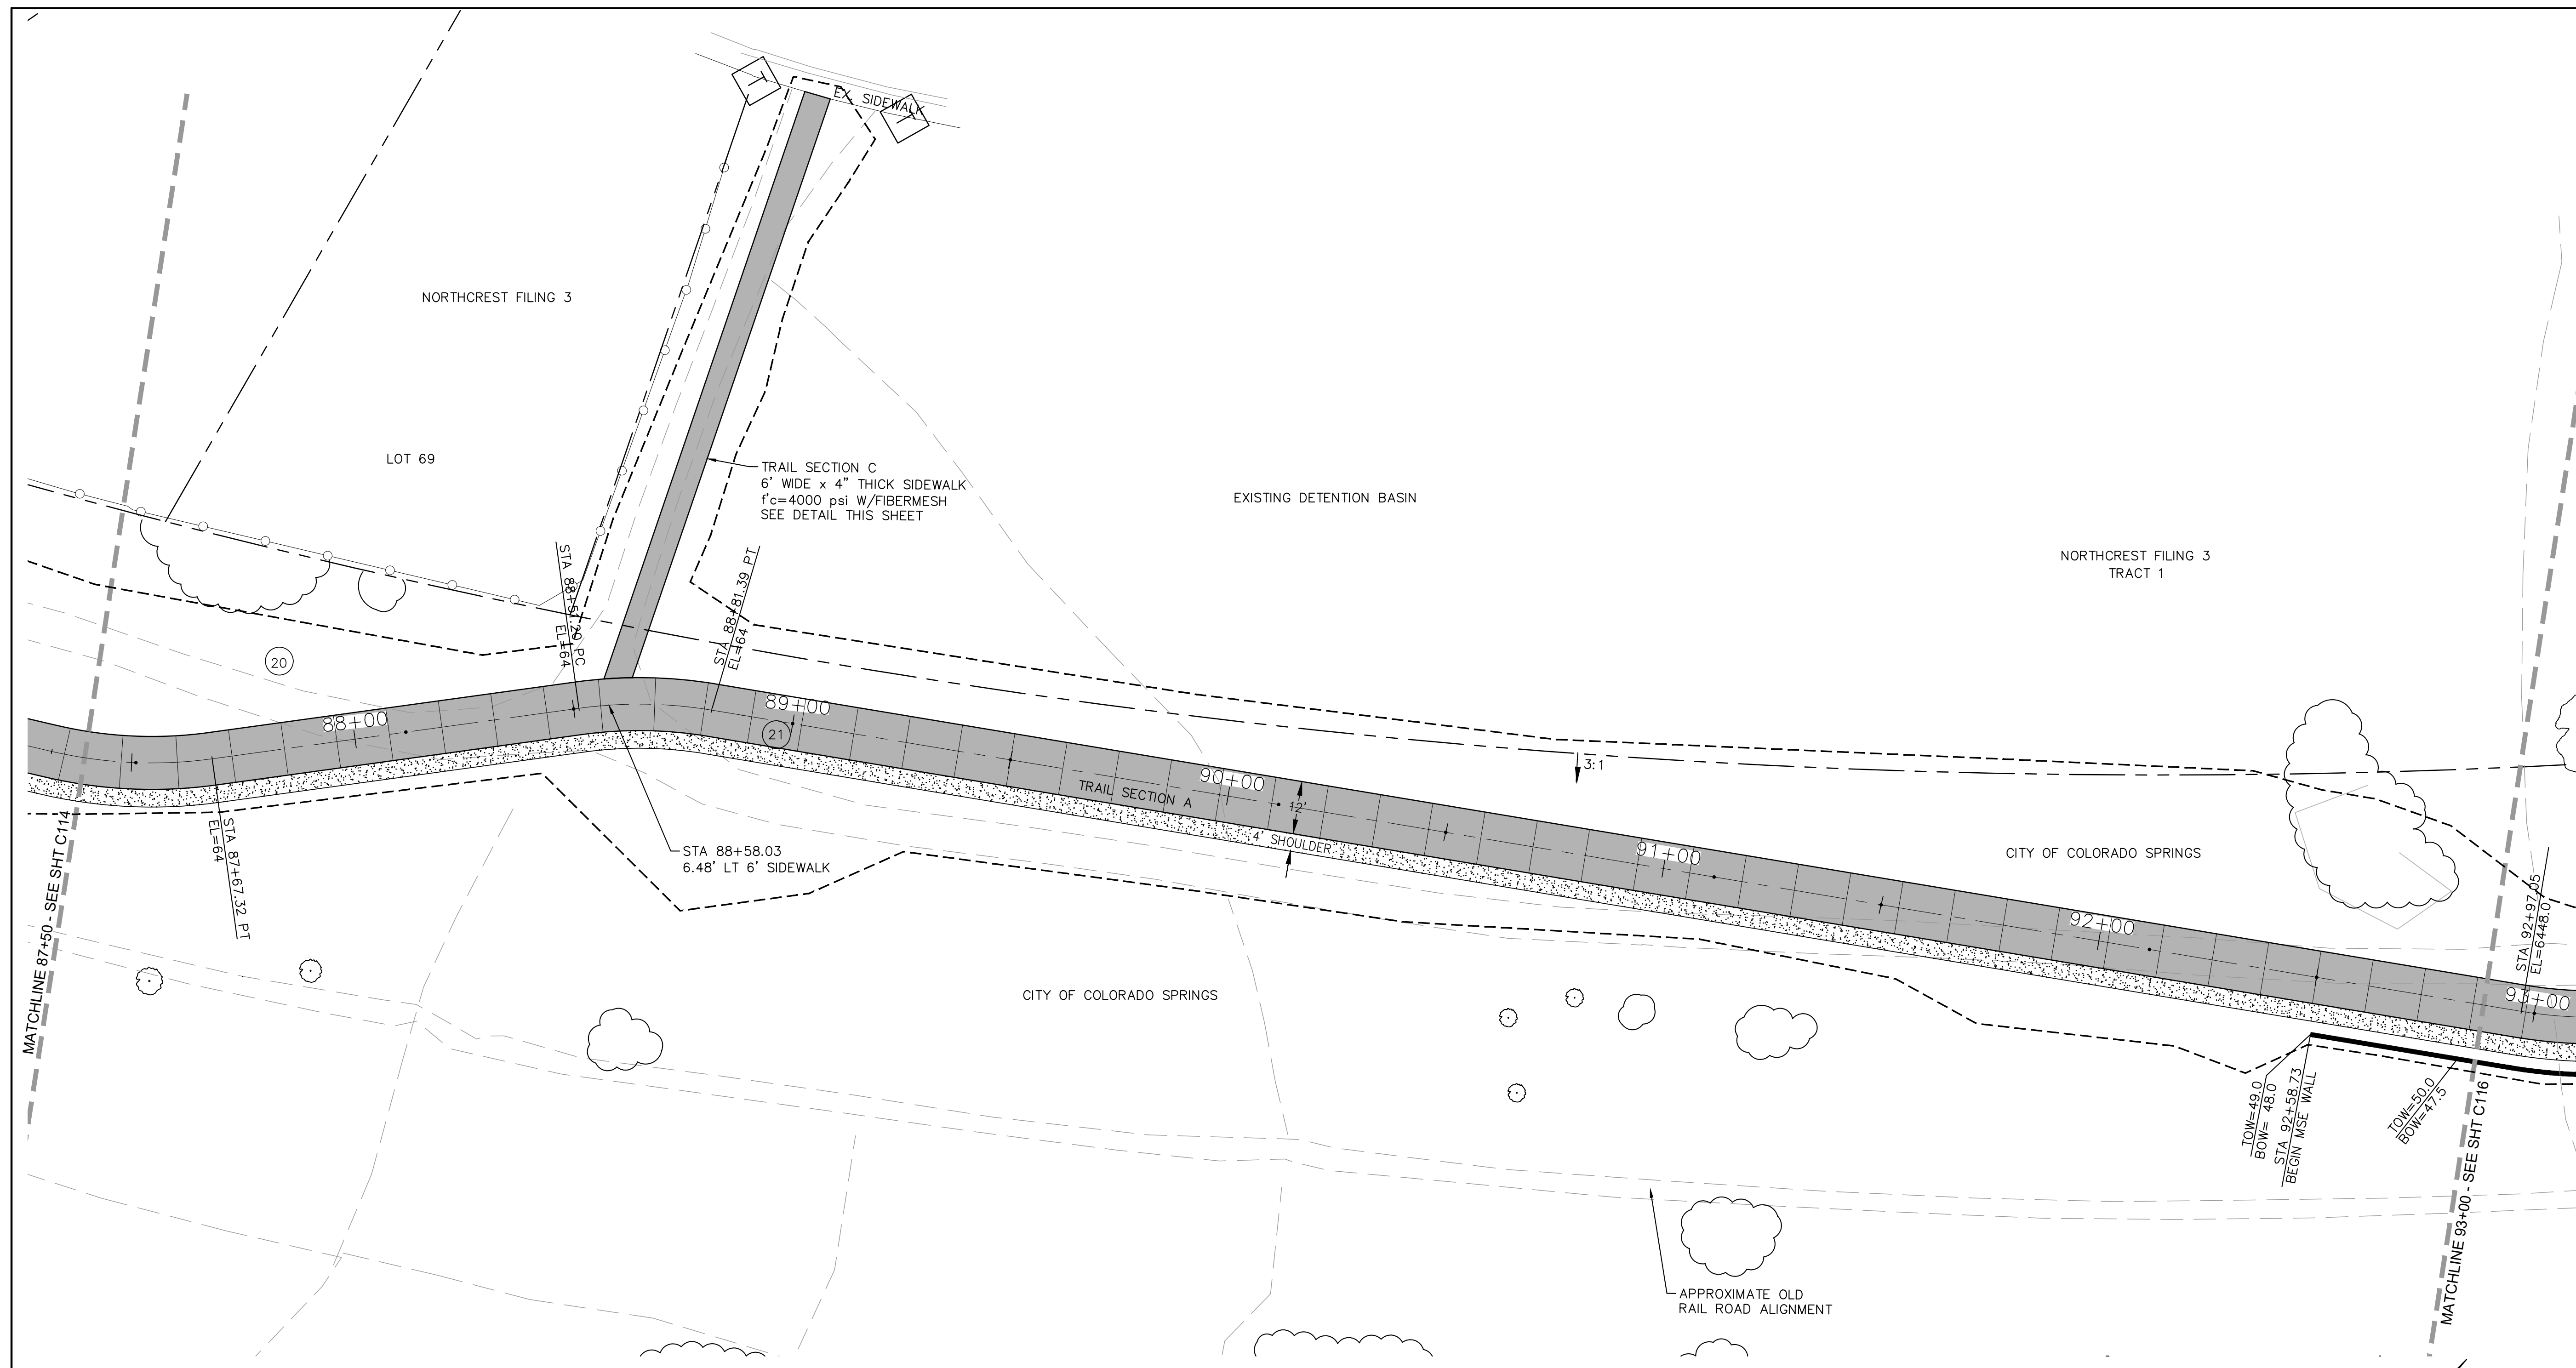 T
EX. SIDEWALK
T
NORTHCREST FILING 3
LOT 69
TRAIL SECTION C
6' WIDE x 4" THICK SIDEWALK
f'c=4000 psi W/FIBERMESH
SEE DETAIL THIS SHEET
EXISTING DETENTION BASIN
NORTHCREST FILING 3
TRACT 1
STA 88+51.20 PC
EL=64
STA 88+81.39 PT
EL=64
20
88+00
89+00
21
90+00
TRAIL SECTION A
12'
4' SHOULDER
3:1
91+00
CITY OF COLORADO SPRINGS
92+00
STA 92+97.05
EL=6448.0
93+00
MATCHLINE 87+50 - SEE SHT C114
STA 87+67.32 PT
EL=64
STA 88+58.03
6.48' LT 6' SIDEWALK
CITY OF COLORADO SPRINGS
TOW=49.0
BOW= 48.0
STA 92+58.73
BEGIN MSE WALL
TOW=50.0
BOW=47.5
MATCHLINE 93+00 - SEE SHT C116
APPROXIMATE OLD
RAIL ROAD ALIGNMENT